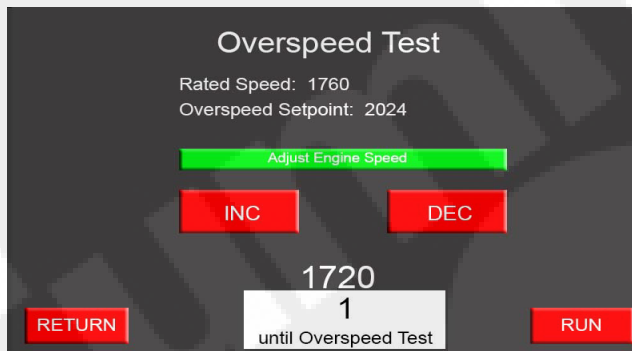 Overspeed Test
Rated Speed: 1760
Overspeed Setpoint: 2024
Adjust Engine Speed
INC DEC
1720
1
until Overspeed Test
RETURN RUN